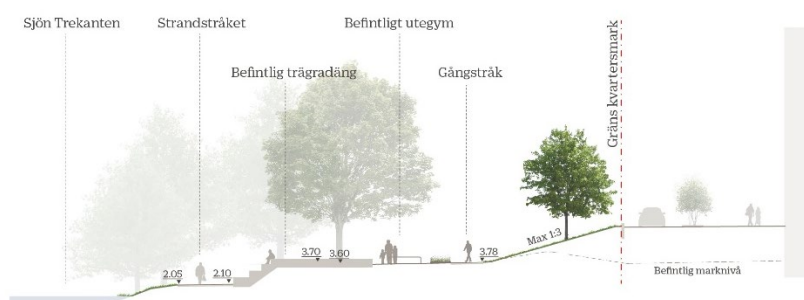 Sjön Trekanten
Strandstråket
Befintligt utegym
Befintlig trägradäng
Gångstråk
Gräns kvartersmark
2.05
2.10
3.70
3.60
3.78
Max 1:3
Befintlig marknivå